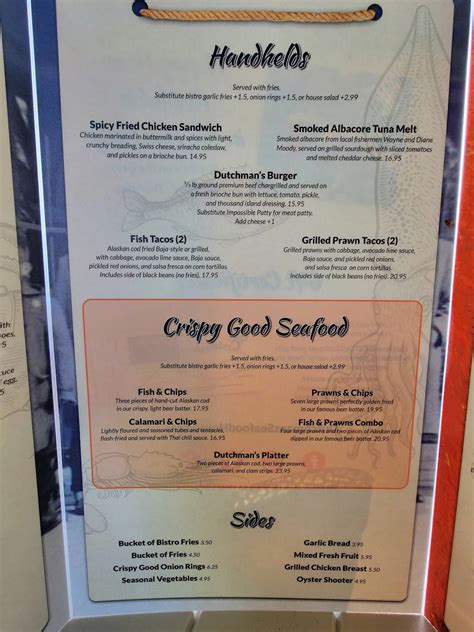 Handhelds
Served with fries.
Substitute bistro garlic fries +1.5, onion rings +1.5, or house salad +2.99
Spicy Fried Chicken Sandwich
Chicken marinated in buttermilk and spices with light,
crunchy breading, Swiss cheese, sriracha coleslaw,
and pickles on a brioche bun. 14.95
Smoked Albacore Tuna Melt
Smoked albacore from local fishermen Wayne and Diane
Moody, served on grilled sourdough with sliced tomatoes
and melted cheddar cheese. 16.95
Dutchman's Burger
⅓ lb ground premium beef chargrilled and served on
a fresh brioche bun with lettuce, tomato, pickle,
and thousand island dressing. 15.95
Substitute Impossible Patty for meat patty.
Add cheese +1
Fish Tacos (2)
Alaskan cod fried Baja-style or grilled,
with cabbage, avocado lime sauce, Baja sauce,
pickled red onions, and salsa fresca on corn tortillas.
Includes side of black beans (no fries). 17.95
Grilled Prawn Tacos (2)
Grilled prawns with cabbage, avocado lime sauce,
Baja sauce, and pickled red onions,
and salsa fresca on corn tortillas.
Includes side of black beans (no fries). 20.95
Crispy Good Seafood
Served with fries.
Substitute bistro garlic fries +1.5, onion rings +1.5, or house salad +2.99
Fish & Chips
Three pieces of hand-cut Alaskan cod
in our crispy, light beer batter. 17.95
Prawns & Chips
Seven large prawns perfectly golden fried
in our famous beer batter. 19.95
Calamari & Chips
Lightly floured and seasoned tubes and tentacles,
flash-fried and served with Thai chili sauce. 16.95
Fish & Prawns Combo
Four large prawns and two pieces of Alaskan cod
dipped in our famous beer batter. 20.95
Dutchman's Platter
Two pieces of Alaskan cod, two large prawns,
calamari, and clam strips. 23.95
Sides
Bucket of Bistro Fries 5.50
Bucket of Fries 4.50
Crispy Good Onion Rings 6.25
Seasonal Vegetables 4.95
Garlic Bread 3.95
Mixed Fresh Fruit 5.95
Grilled Chicken Breast 5.50
Oyster Shooter 4.95